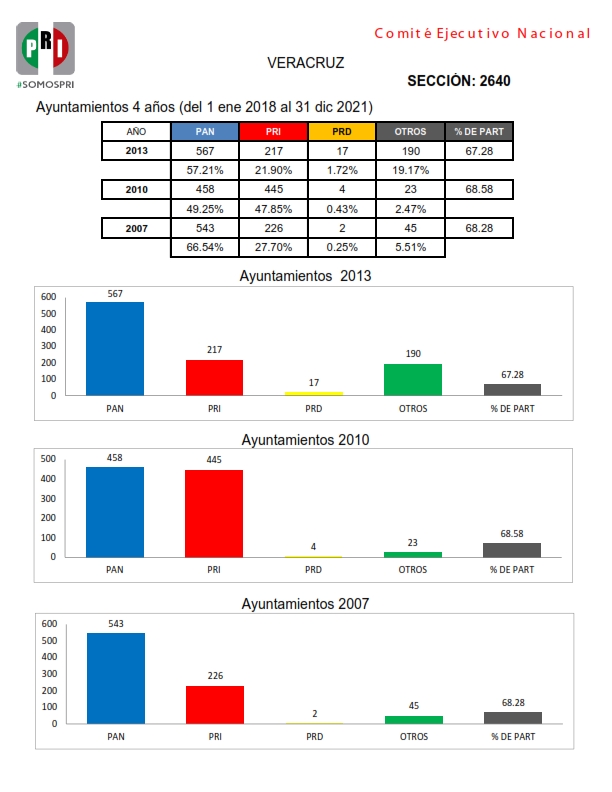 Comité Ejecutivo Nacional
PRI
#SOMOSPRI
VERACRUZ
SECCIÓN: 2640
Ayuntamientos 4 años (del 1 ene 2018 al 31 dic 2021)
AÑO PAN PRI PRD OTROS % DE PART
2013 567 217 17 190 67.28
57.21% 21.90% 1.72% 19.17%
2010 458 445 4 23 68.58
49.25% 47.85% 0.43% 2.47%
2007 543 226 2 45 68.28
66.54% 27.70% 0.25% 5.51%
Ayuntamientos 2013
600
500
400
300
200
100
0
567
217
17
190
67.28
PAN PRI PRD OTROS % DE PART
Ayuntamientos 2010
500
400
300
200
100
0
458
445
4
23
68.58
PAN PRI PRD OTROS % DE PART
Ayuntamientos 2007
600
500
400
300
200
100
0
543
226
2
45
68.28
PAN PRI PRD OTROS % DE PART